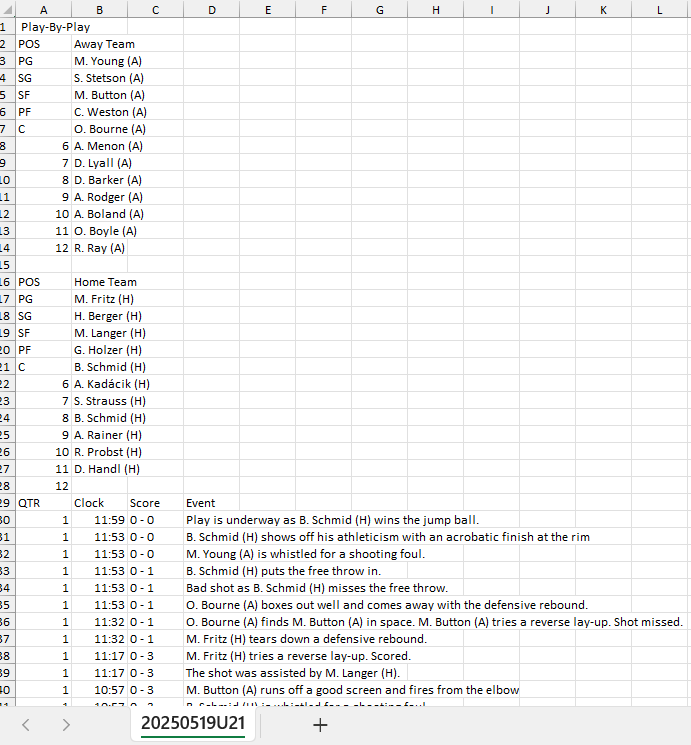 A B C D E F G H I J K L
1 Play-By-Play
2 POS Away Team
3 PG M. Young (A)
4 SG S. Stetson (A)
5 SF M. Button (A)
6 PF C. Weston (A)
7 C O. Bourne (A)
8 6 A. Menon (A)
9 7 D. Lyall (A)
10 8 D. Barker (A)
11 9 A. Rodger (A)
12 10 A. Boland (A)
13 11 O. Boyle (A)
14 12 R. Ray (A)
15
16 POS Home Team
17 PG M. Fritz (H)
18 SG H. Berger (H)
19 SF M. Langer (H)
20 PF G. Holzer (H)
21 C B. Schmid (H)
22 6 A. Kadácik (H)
23 7 S. Strauss (H)
24 8 B. Schmid (H)
25 9 A. Rainer (H)
26 10 R. Probst (H)
27 11 D. Handl (H)
28 12
29 QTR Clock Score Event
30 1 11:59 0 - 0 Play is underway as B. Schmid (H) wins the jump ball.
31 1 11:53 0 - 0 B. Schmid (H) shows off his athleticism with an acrobatic finish at the rim
32 1 11:53 0 - 0 M. Young (A) is whistled for a shooting foul.
33 1 11:53 0 - 1 B. Schmid (H) puts the free throw in.
34 1 11:53 0 - 1 Bad shot as B. Schmid (H) misses the free throw.
35 1 11:53 0 - 1 O. Bourne (A) boxes out well and comes away with the defensive rebound.
36 1 11:32 0 - 1 O. Bourne (A) finds M. Button (A) in space. M. Button (A) tries a reverse lay-up. Shot missed.
37 1 11:32 0 - 1 M. Fritz (H) tears down a defensive rebound.
38 1 11:17 0 - 3 M. Fritz (H) tries a reverse lay-up. Scored.
39 1 11:17 0 - 3 The shot was assisted by M. Langer (H).
40 1 10:57 0 - 3 M. Button (A) runs off a good screen and fires from the elbow
20250519U21